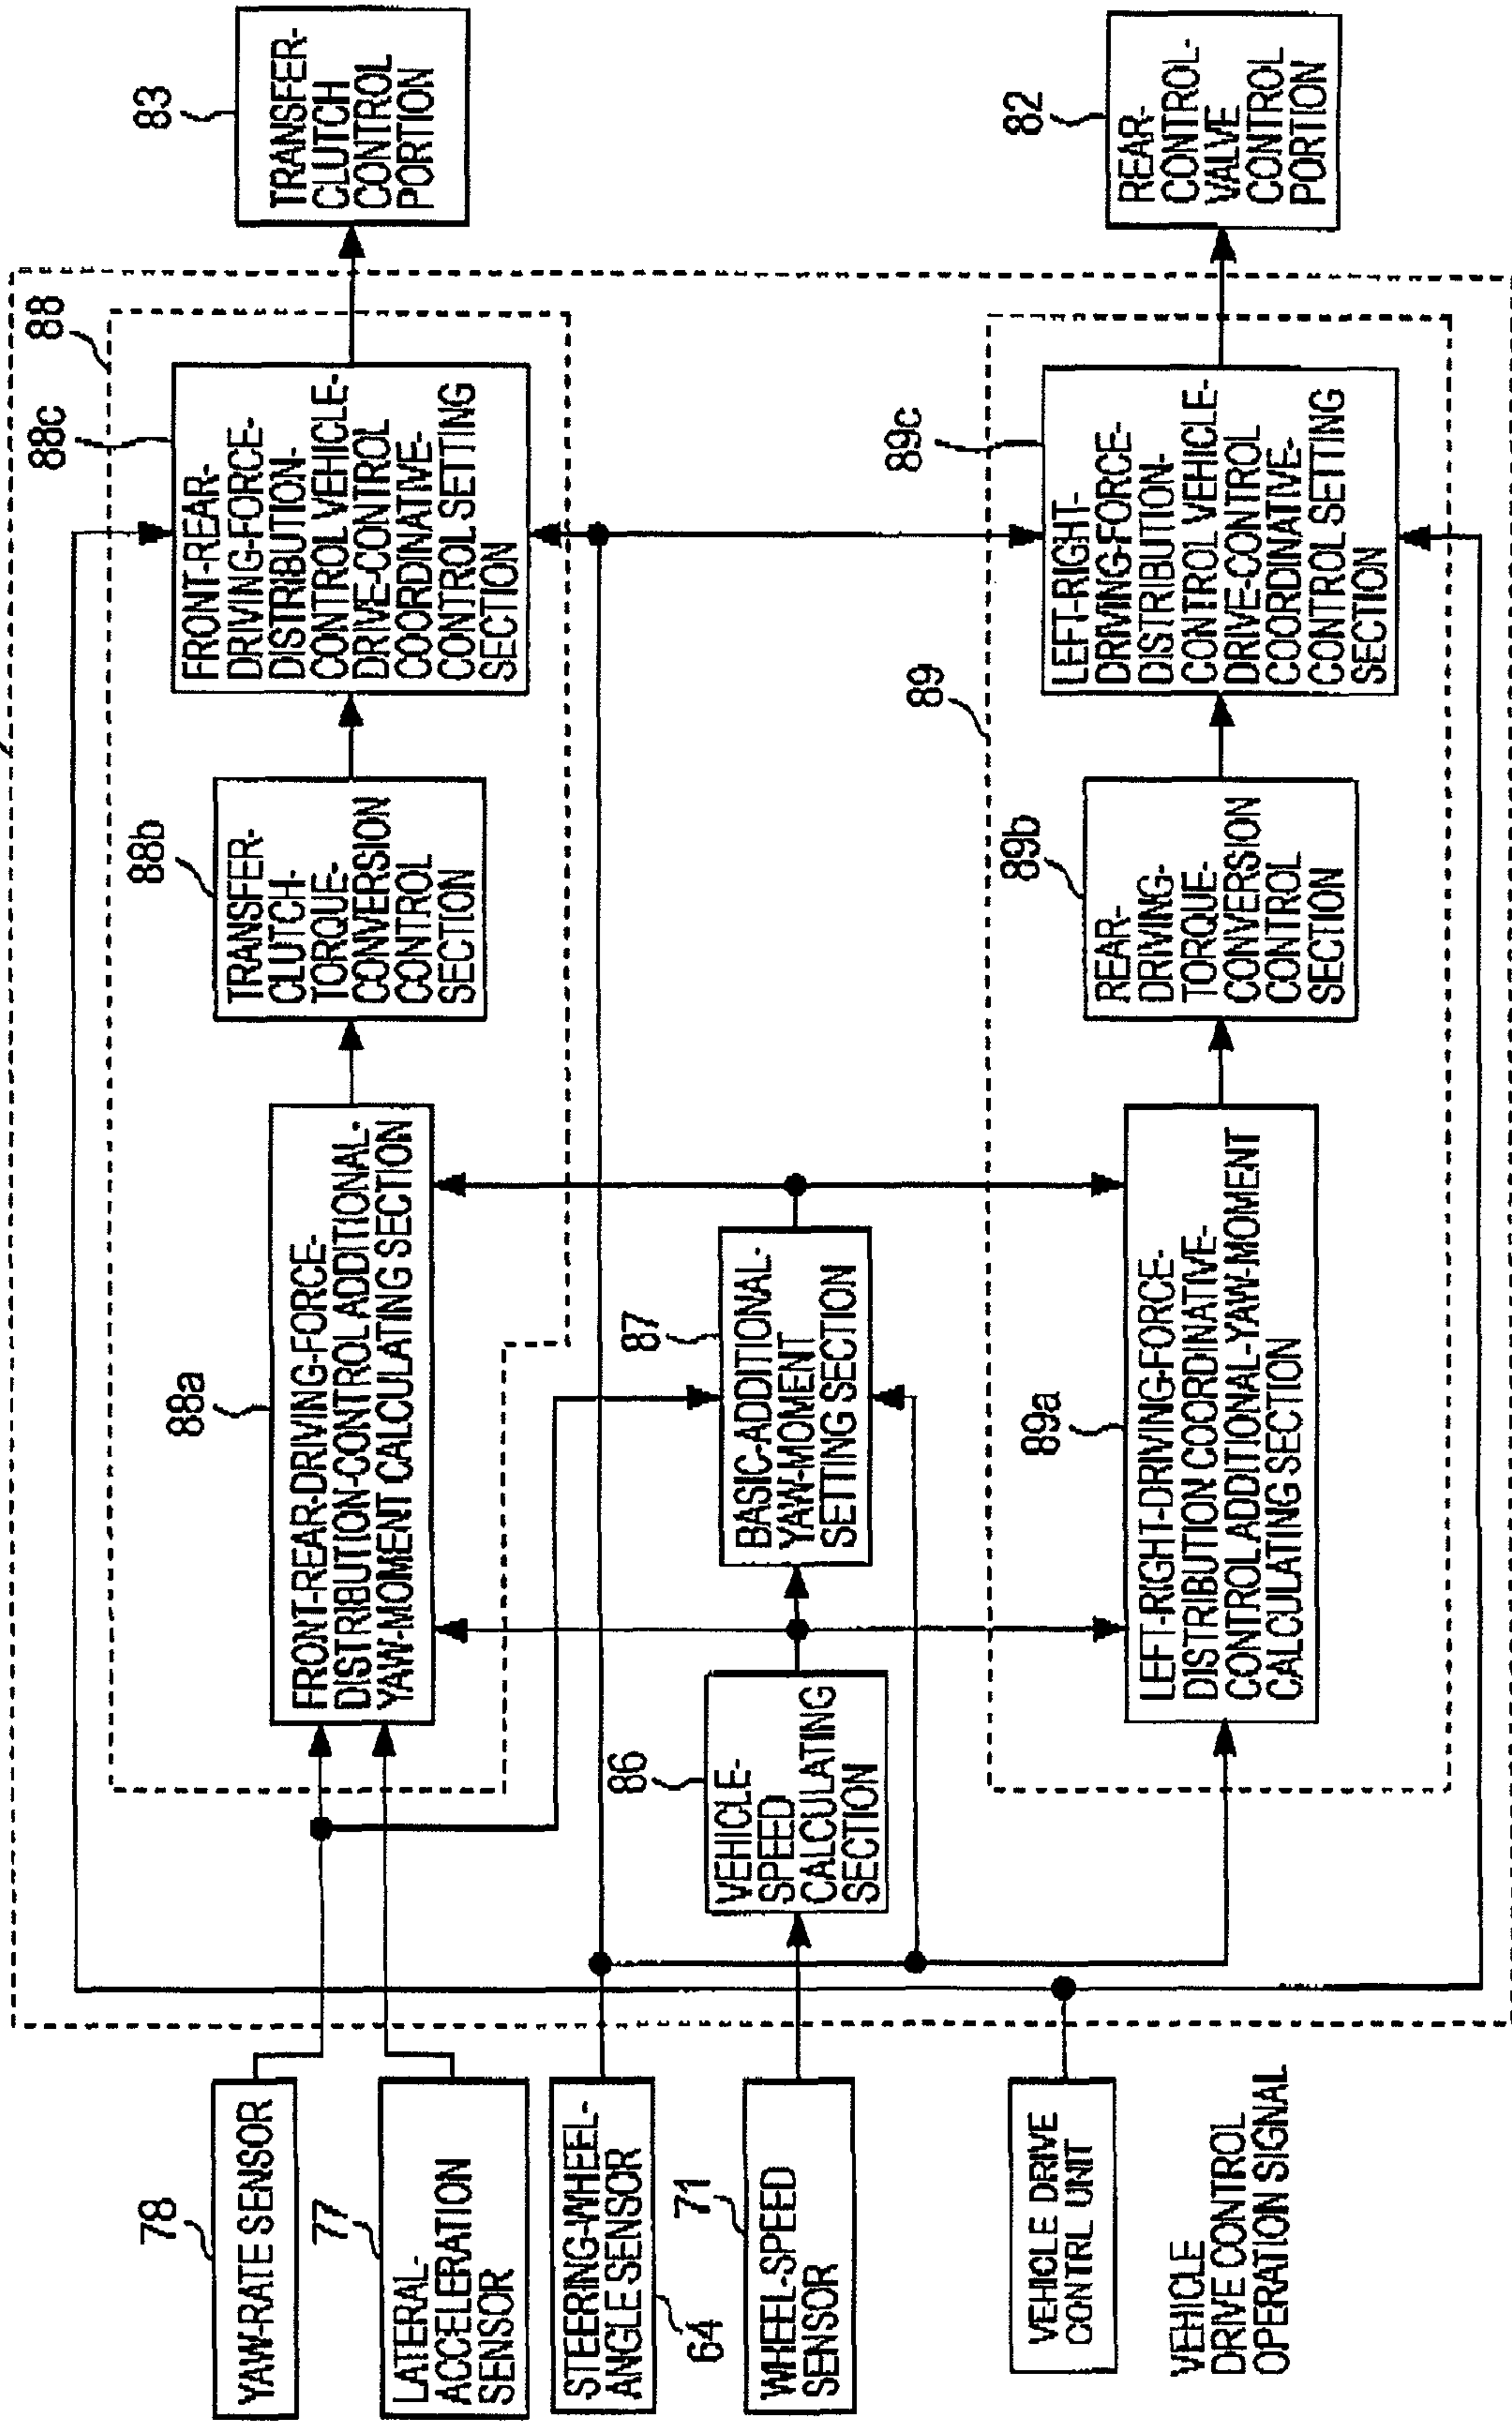 78
YAW-RATE SENSOR
77
LATERAL-
ACCELERATION
SENSOR
STEERING-WHEEL-
ANGLE SENSOR
64
71
WHEEL-SPEED
SENSOR
VEHICLE DRIVE
CONTRL UNIT
VEHICLE
DRIVE CONTROL
OPERATION SIGNAL
88a
FRONT-REAR-DRIVING-FORCE-
DISTRIBUTION-CONTROL ADDITIONAL-
YAW-MOMENT CALCULATING SECTION
86
VEHICLE-
SPEED
CALCULATING
SECTION
87
BASIC-ADDITIONAL-
YAW-MOMENT
SETTING SECTION
89a
LEFT-RIGHT-DRIVING-FORCE-
DISTRIBUTION COORDINATIVE-
CONTROL ADDITIONAL-YAW-MOMENT
CALCULATING SECTION
88b
TRANSFER-
CLUTCH-
TORQUE-
CONVERSION
CONTROL
SECTION
89b
REAR-
DRIVING-
TORQUE-
CONVERSION
CONTROL
SECTION
88
88c
FRONT-REAR-
DRIVING-FORCE-
DISTRIBUTION-
CONTROL VEHICLE-
DRIVE-CONTROL
COORDINATIVE-
CONTROL SETTING
SECTION
89
89c
LEFT-RIGHT-
DRIVING-FORCE-
DISTRIBUTION-
CONTROL VEHICLE-
DRIVE-CONTROL
COORDINATIVE-
CONTROL SETTING
SECTION
83
TRANSFER-
CLUTCH
CONTROL
PORTION
82
REAR-
CONTROL-
VALVE
CONTROL
PORTION